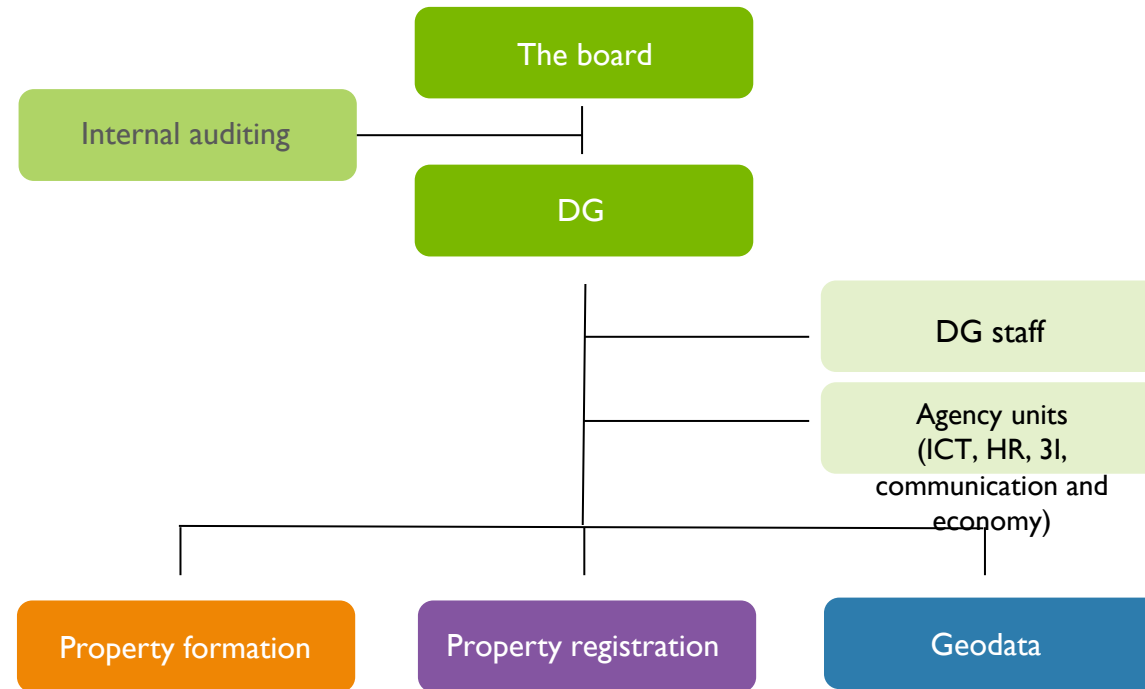 The board
Internal auditing
DG
DG staff
Agency units
(ICT, HR, 3I,
communication and
economy)
Property formation
Property registration
Geodata